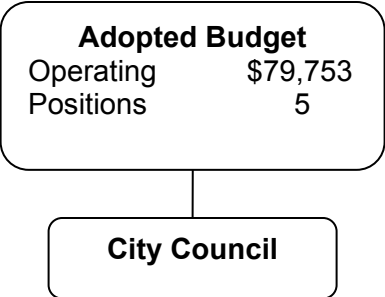 Adopted Budget
Operating $79,753
Positions 5
City Council